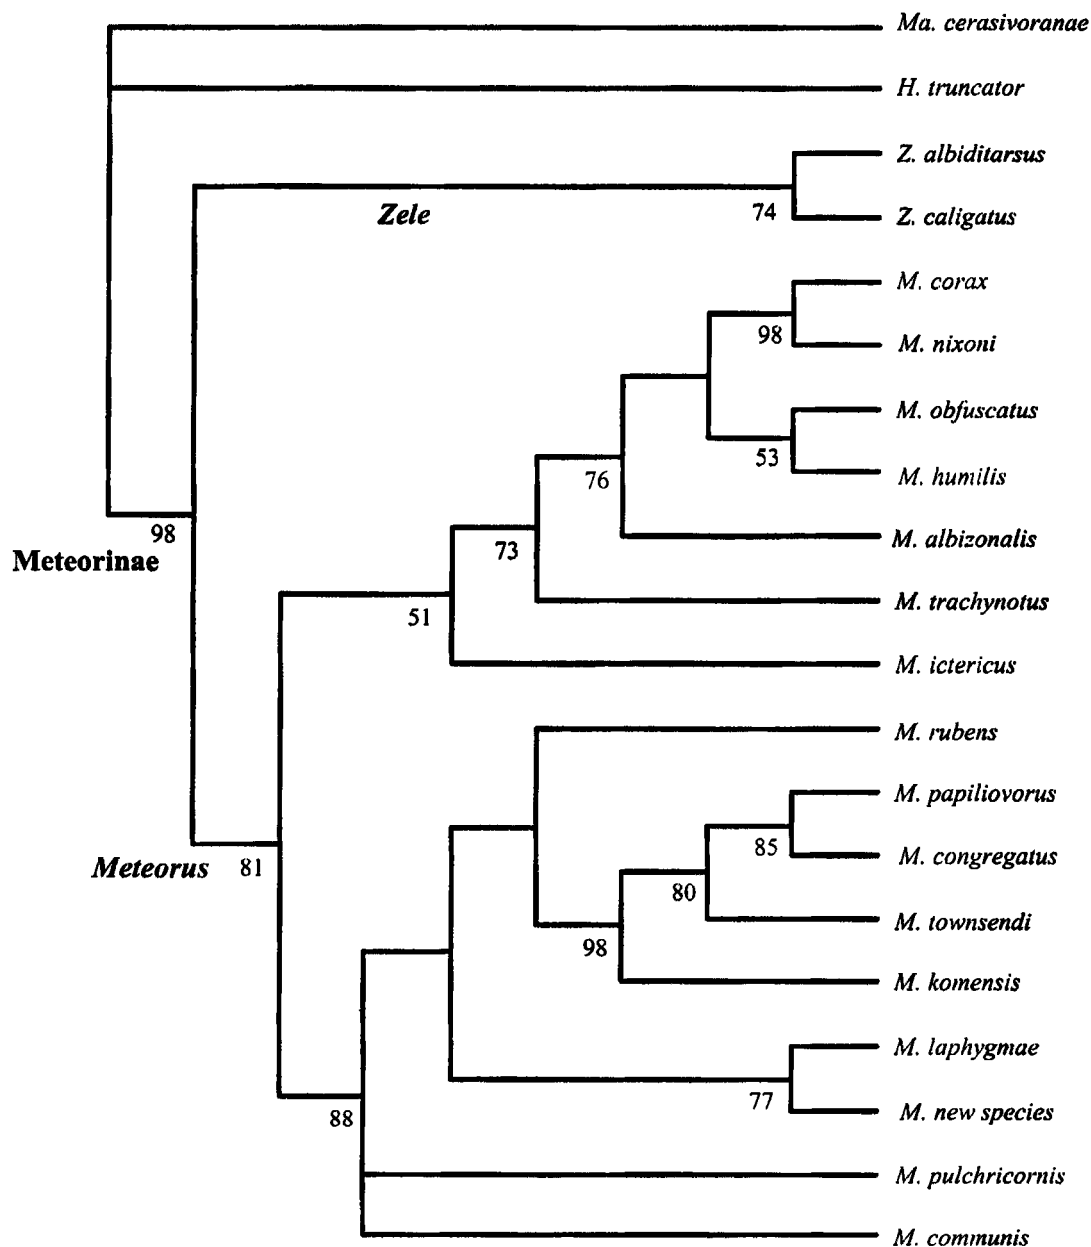 Ma. cerasivoranae
H. truncator
Z. albiditarsus
Zele
74
Z. caligatus
M. corax
98
M. nixoni
M. obfuscatus
53
M. humilis
76
98
M. albizonalis
Meteorinae
73
M. trachynotus
51
M. ictericus
M. rubens
M. papiliovorus
85
M. congregatus
Meteorus
81
80
M. townsendi
98
M. komensis
M. laphygmae
77
M. new species
88
M. pulchricornis
M. communis